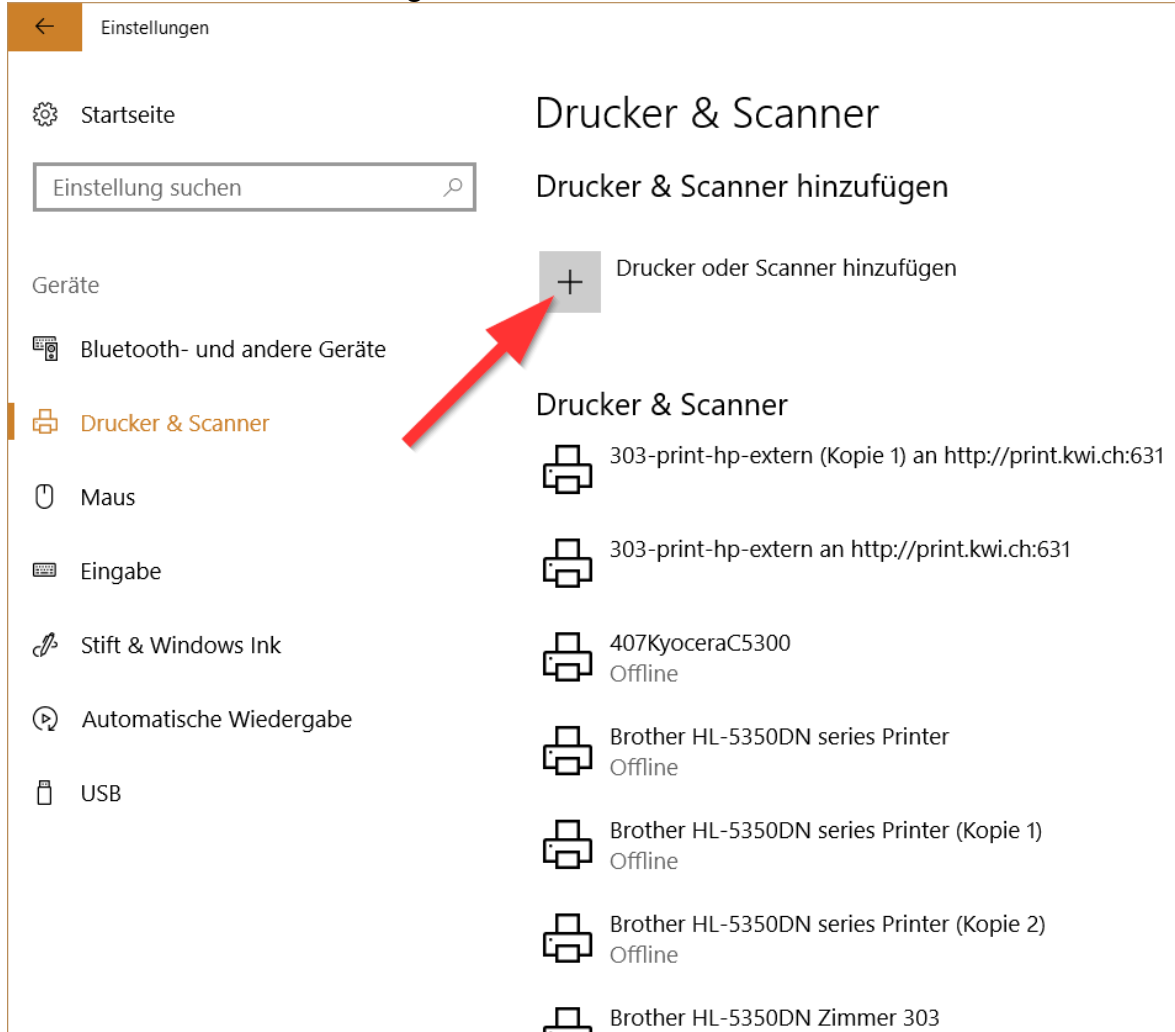 Einstellungen
Startseite
Einstellung suchen
Geräte
Bluetooth- und andere Geräte
Drucker & Scanner
Maus
Eingabe
Stift & Windows Ink
Automatische Wiedergabe
USB
Drucker & Scanner
Drucker & Scanner hinzufügen
Drucker oder Scanner hinzufügen
Drucker & Scanner
303-print-hp-extern (Kopie 1) an http://print.kwi.ch:631
303-print-hp-extern an http://print.kwi.ch:631
407KyoceraC5300
Offline
Brother HL-5350DN series Printer
Offline
Brother HL-5350DN series Printer (Kopie 1)
Offline
Brother HL-5350DN series Printer (Kopie 2)
Offline
Brother HL-5350DN Zimmer 303